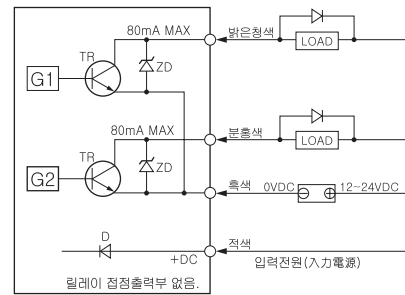 80mA MAX
밝은청색
TR
ZD
LOAD
G1
80mA MAX
분홍색
TR
ZD
LOAD
G2
흑색
0VDC
12~24VDC
D
+DC
적색
입력전원(入力電源)
릴레이 접점출력부 없음.